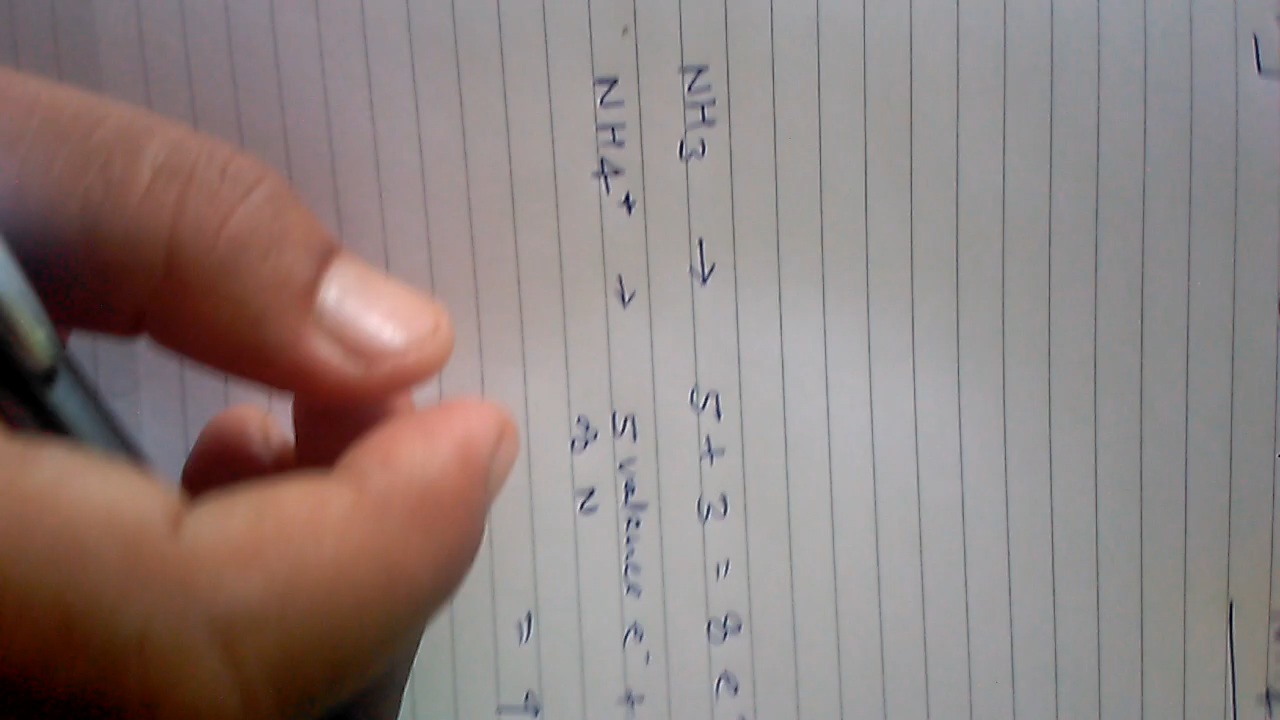 NH3 → 5 + 3 = 8 e-
NH4+ → 5 valence e- +
N
=